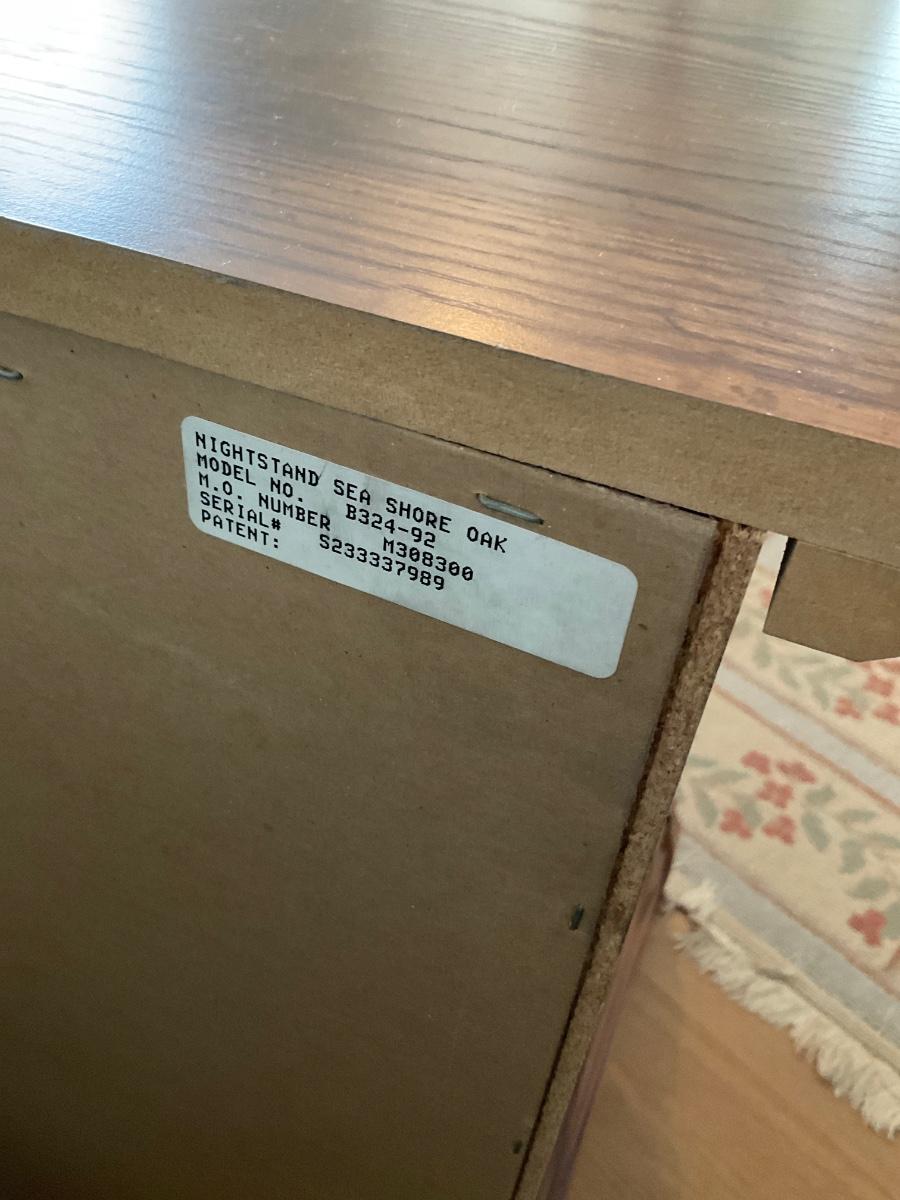 NIGHTSTAND SEA SHORE OAK
MODEL NO. B324-92
M.O. NUMBER M308300
SERIAL# S233337989
PATENT: